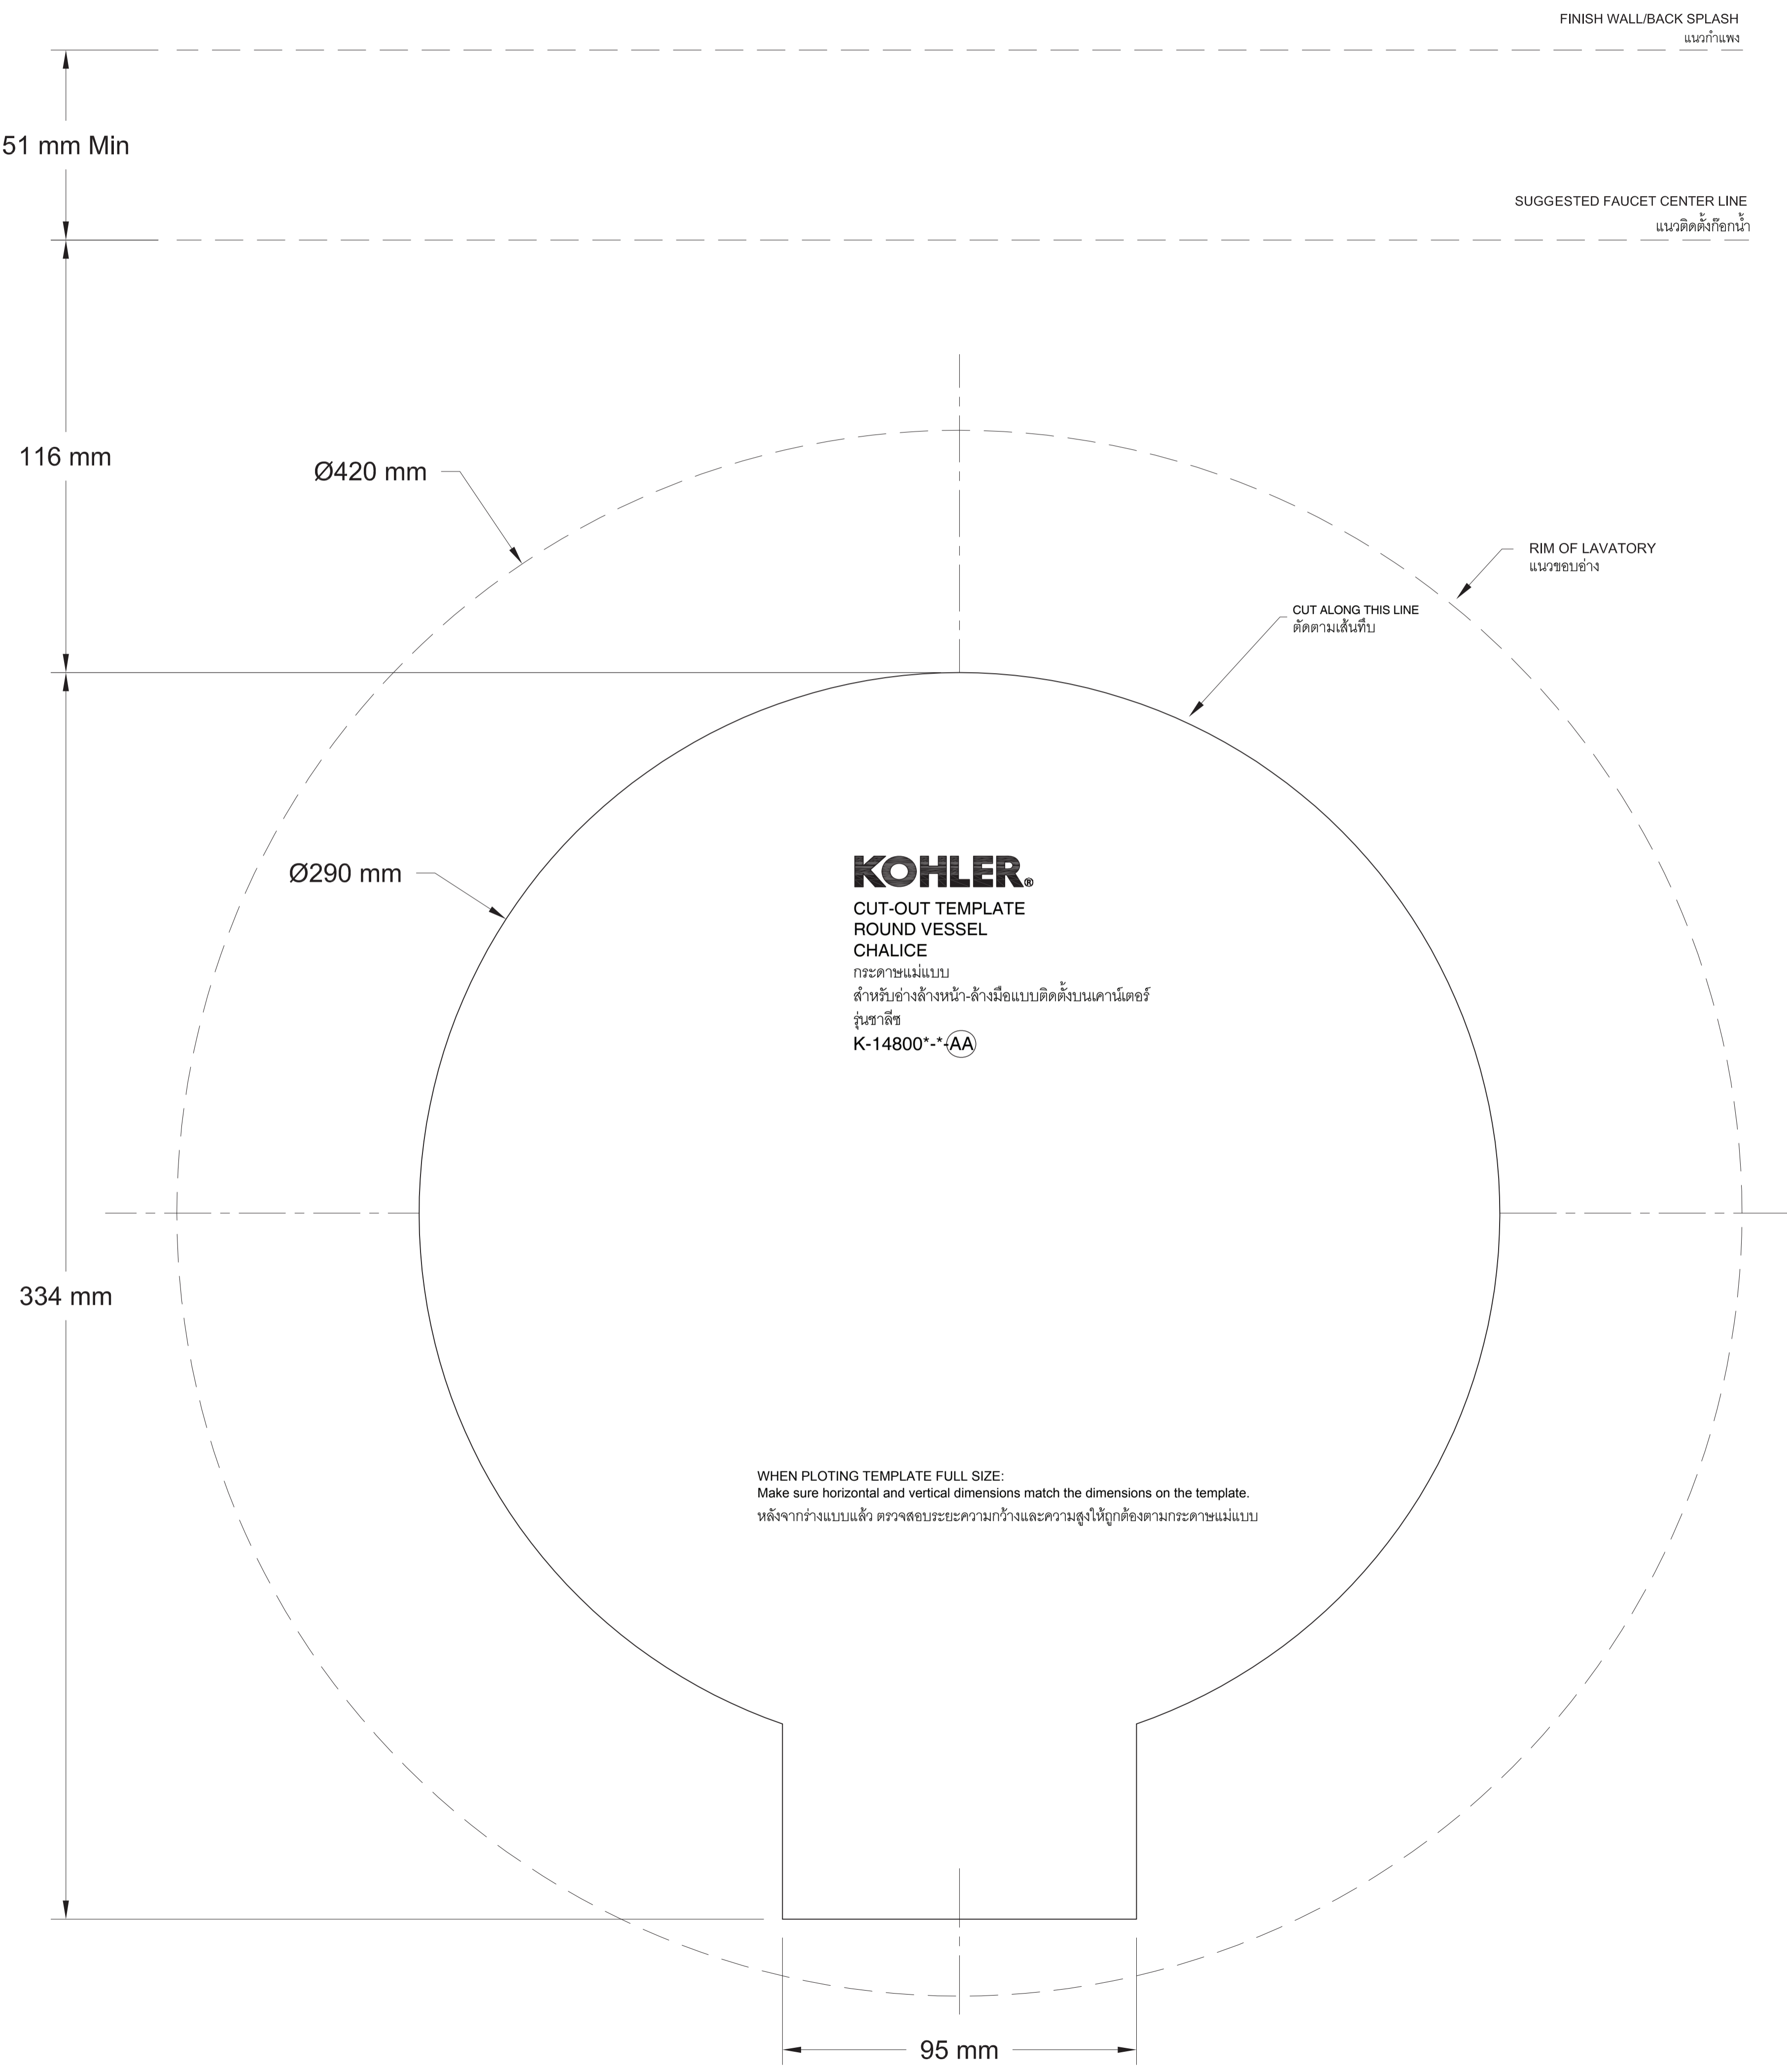 FINISH WALL/BACK SPLASH
แนวกำแพง
51 mm Min
SUGGESTED FAUCET CENTER LINE
แนวติดตั้งก๊อกน้ำ
116 mm
Ø420 mm
RIM OF LAVATORY
แนวขอบอ่าง
CUT ALONG THIS LINE
ตัดตามเส้นทึบ
Ø290 mm
KOHLER®
CUT-OUT TEMPLATE
ROUND VESSEL
CHALICE
กระดาษแม่แบบ
สำหรับอ่างล้างหน้า-ล้างมือแบบติดตั้งบนเคาน์เตอร์
รุ่นชาลีซ
K-14800*-*-AA
334 mm
WHEN PLOTING TEMPLATE FULL SIZE:
Make sure horizontal and vertical dimensions match the dimensions on the template.
หลังจากร่างแบบแล้ว ตรวจสอบระยะความกว้างและความสูงให้ถูกต้องตามกระดาษแม่แบบ
95 mm